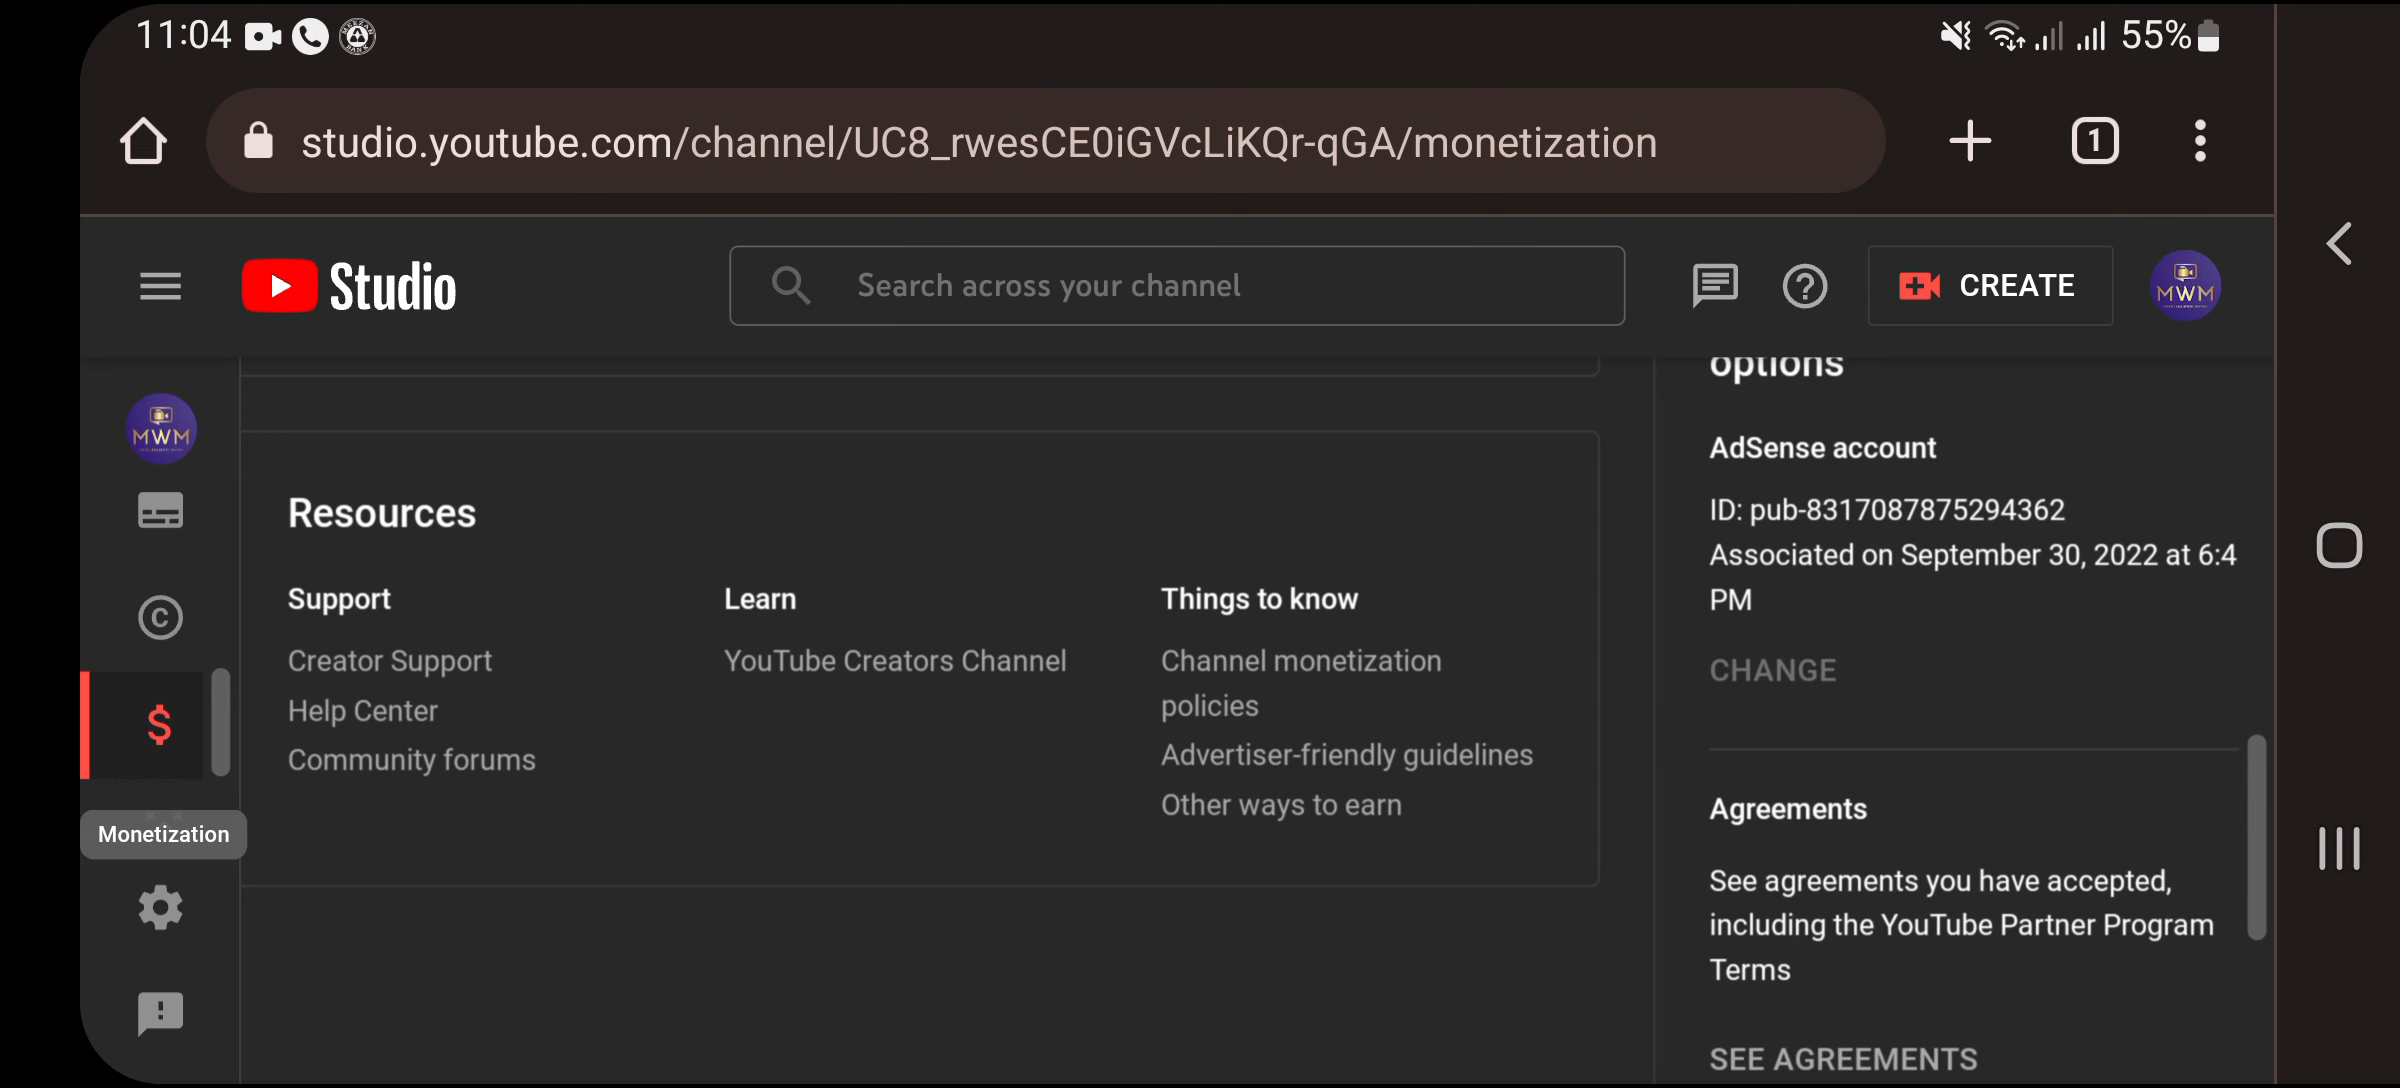 11:04
55%
studio.youtube.com/channel/UC8_rwesCE0iGVcLiKQr-qGA/monetization
1
Studio
Search across your channel
CREATE
MWM
MWM
options
AdSense account
ID: pub-8317087875294362
Associated on September 30, 2022 at 6:4
PM
CHANGE
Resources
Support
Learn
Things to know
Creator Support
YouTube Creators Channel
Channel monetization
policies
Help Center
Advertiser-friendly guidelines
Community forums
Other ways to earn
Monetization
Agreements
See agreements you have accepted,
including the YouTube Partner Program
Terms
SEE AGREEMENTS